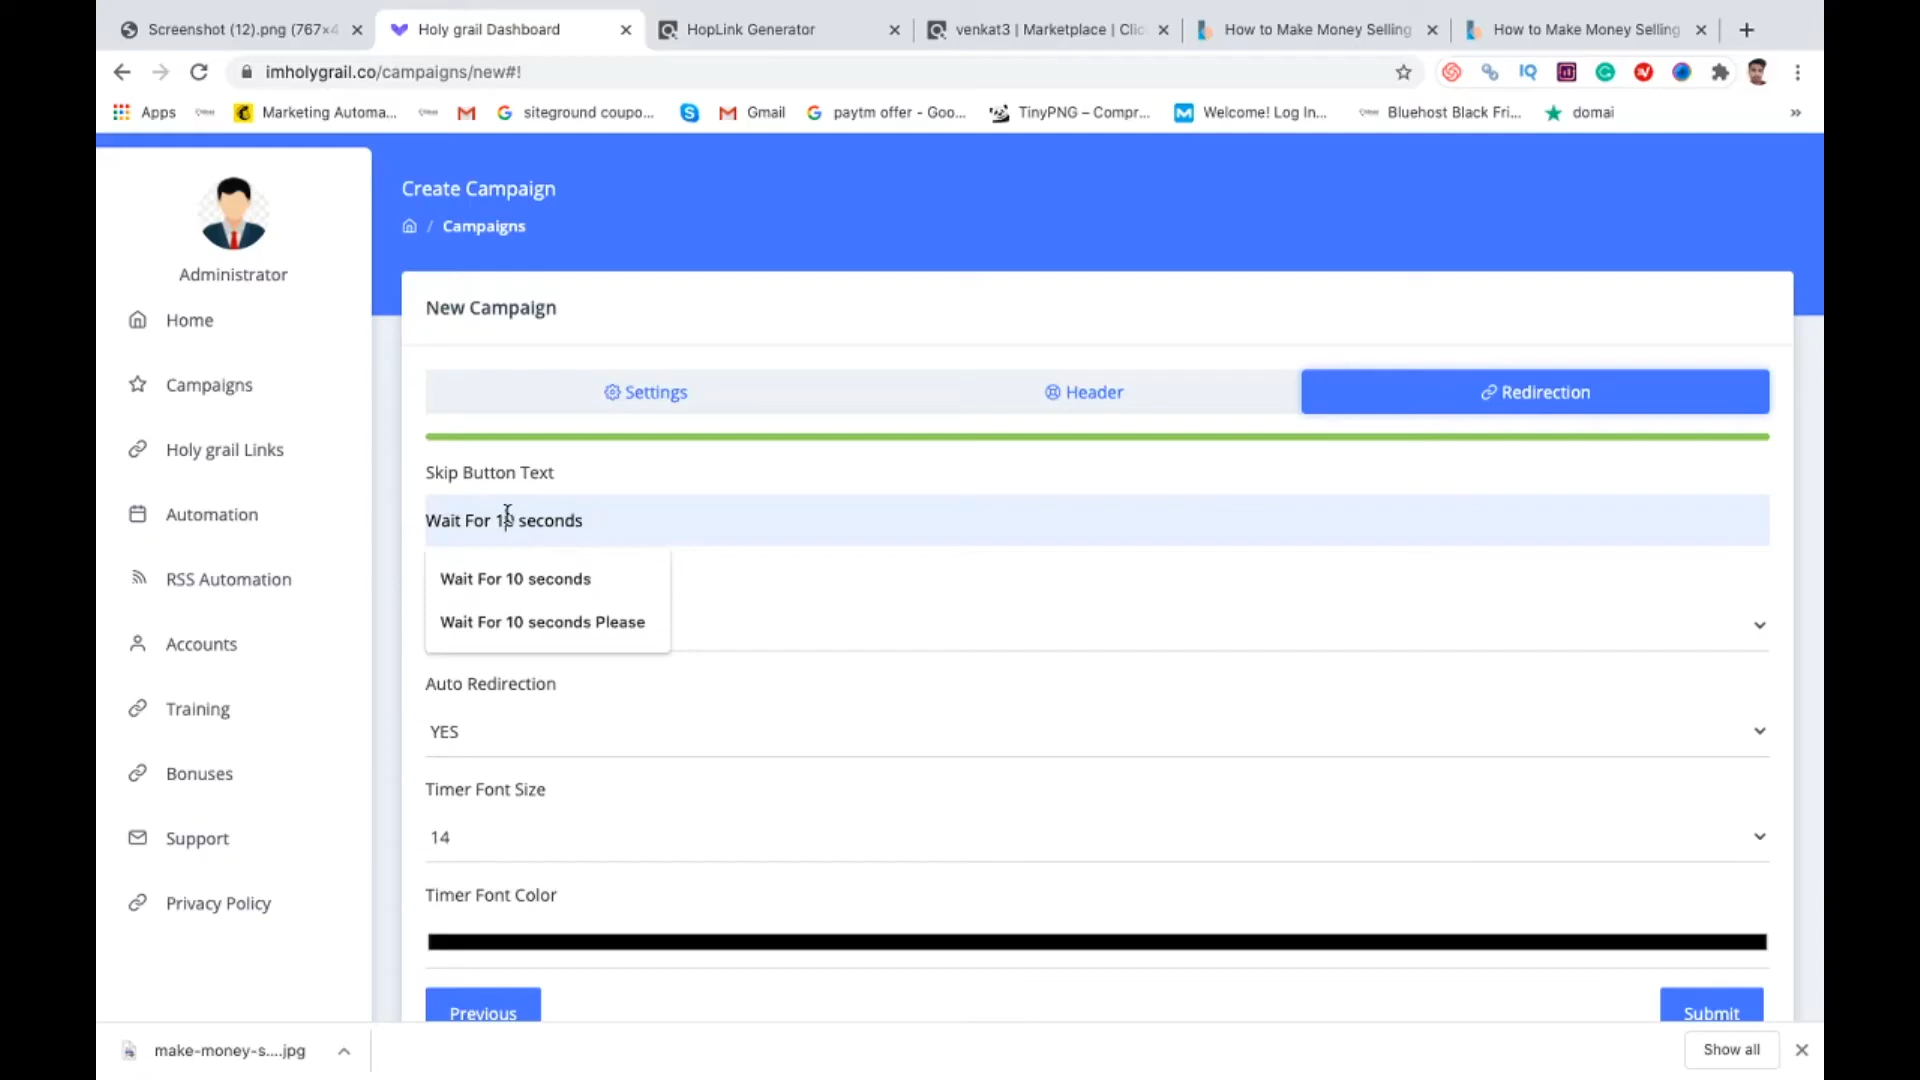 Screenshot (12).png (767×4
Holy grail Dashboard
HopLink Generator
venkat3 | Marketplace | Clic
How to Make Money Selling
How to Make Money Selling
imholygrail.co/campaigns/new#!
IQ
Apps
Marketing Automa...
siteground coupo...
Gmail
paytm offer - Goo...
TinyPNG – Compr...
Welcome! Log In...
Bluehost Black Fri...
domai
»
Administrator
Home
Campaigns
Holy grail Links
Automation
RSS Automation
Accounts
Training
Bonuses
Support
Privacy Policy
Create Campaign
/ Campaigns
New Campaign
Settings
Header
Redirection
Skip Button Text
Wait For 10 seconds
Wait For 10 seconds
Wait For 10 seconds Please
Auto Redirection
YES
Timer Font Size
14
Timer Font Color
Previous
Submit
make-money-s....jpg
Show all